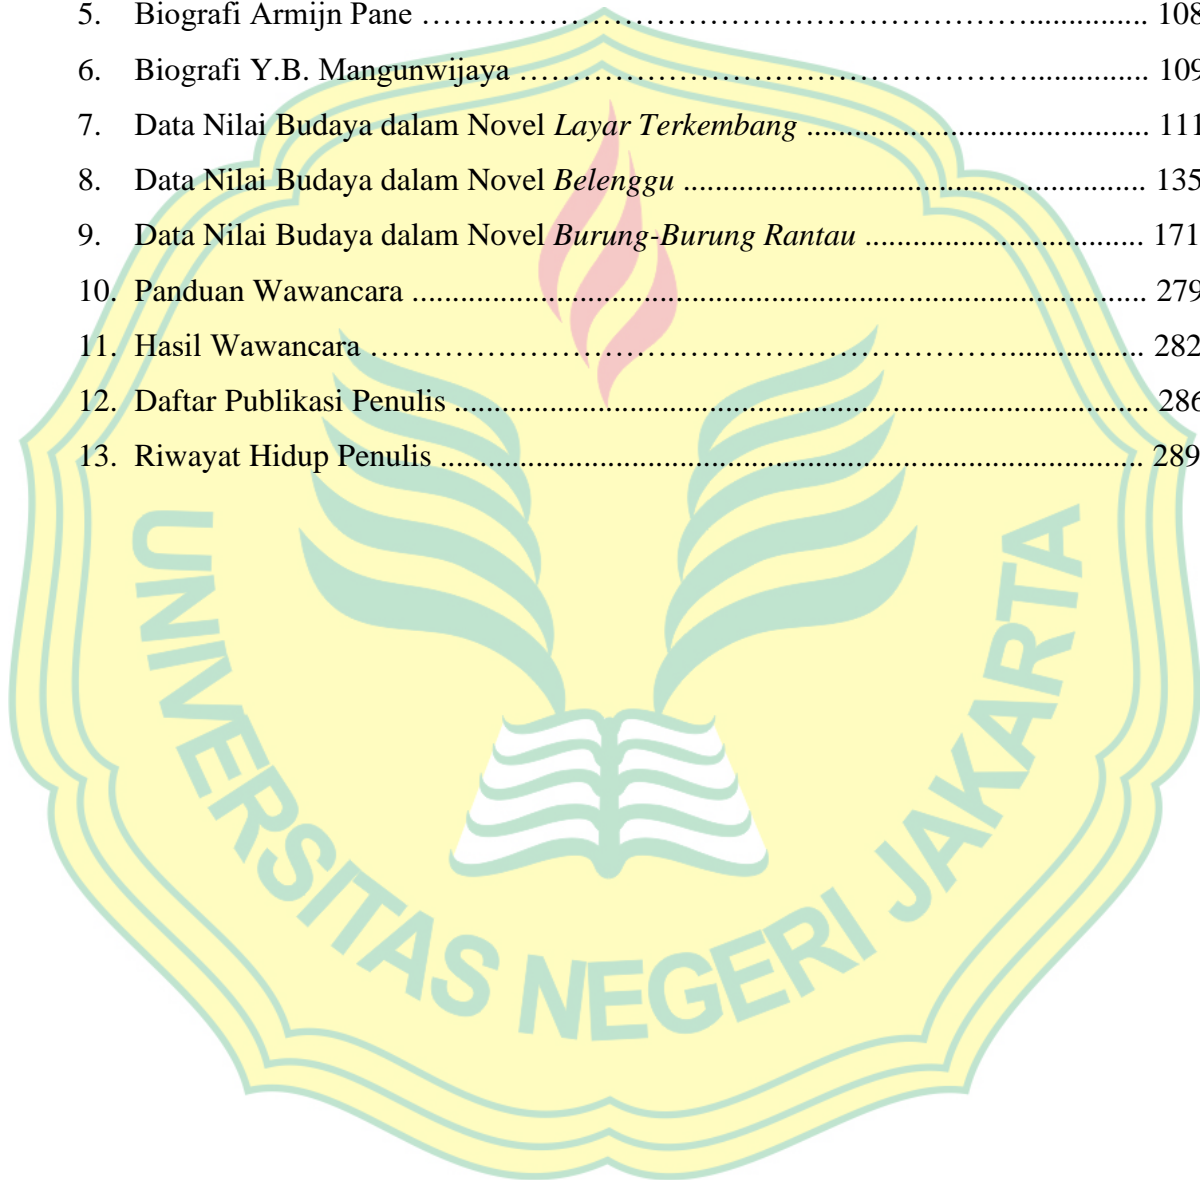 5. Biografi Armijn Pane ................................................................ 108
6. Biografi Y.B. Mangunwijaya ................................................................ 109
7. Data Nilai Budaya dalam Novel Layar Terkembang ........................................ 111
8. Data Nilai Budaya dalam Novel Belenggu ........................................ 135
9. Data Nilai Budaya dalam Novel Burung-Burung Rantau ................................ 171
10. Panduan Wawancara ................................................................ 279
11. Hasil Wawancara ................................................................ 282
12. Daftar Publikasi Penulis ................................................................ 286
13. Riwayat Hidup Penulis ................................................................ 289
UNIVERSITAS NEGERI JAKARTA